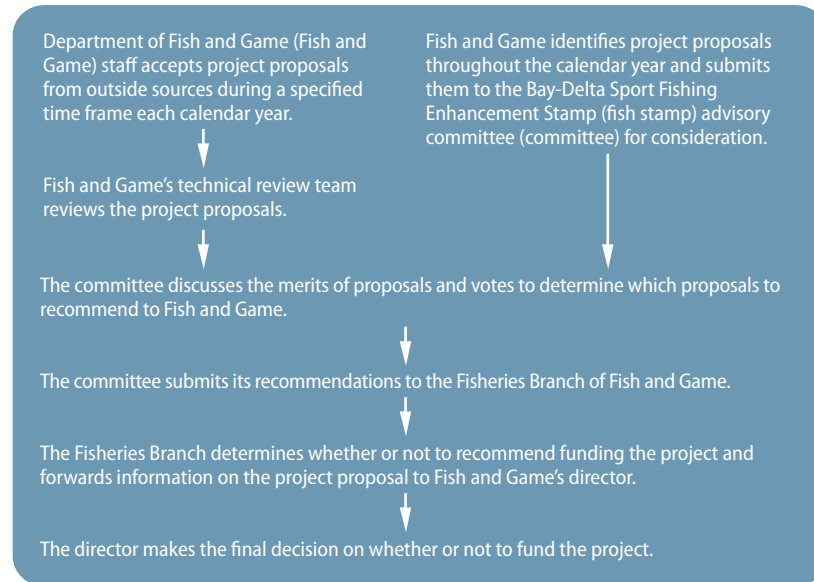 Department of Fish and Game (Fish and
Game) staff accepts project proposals
from outside sources during a specified
time frame each calendar year.
Fish and Game’s technical review team
reviews the project proposals.
Fish and Game identifies project proposals
throughout the calendar year and submits
them to the Bay-Delta Sport Fishing
Enhancement Stamp (fish stamp) advisory
committee (committee) for consideration.
The committee discusses the merits of proposals and votes to determine which proposals to
recommend to Fish and Game.
The committee submits its recommendations to the Fisheries Branch of Fish and Game.
The Fisheries Branch determines whether or not to recommend funding the project and
forwards information on the project proposal to Fish and Game’s director.
The director makes the final decision on whether or not to fund the project.